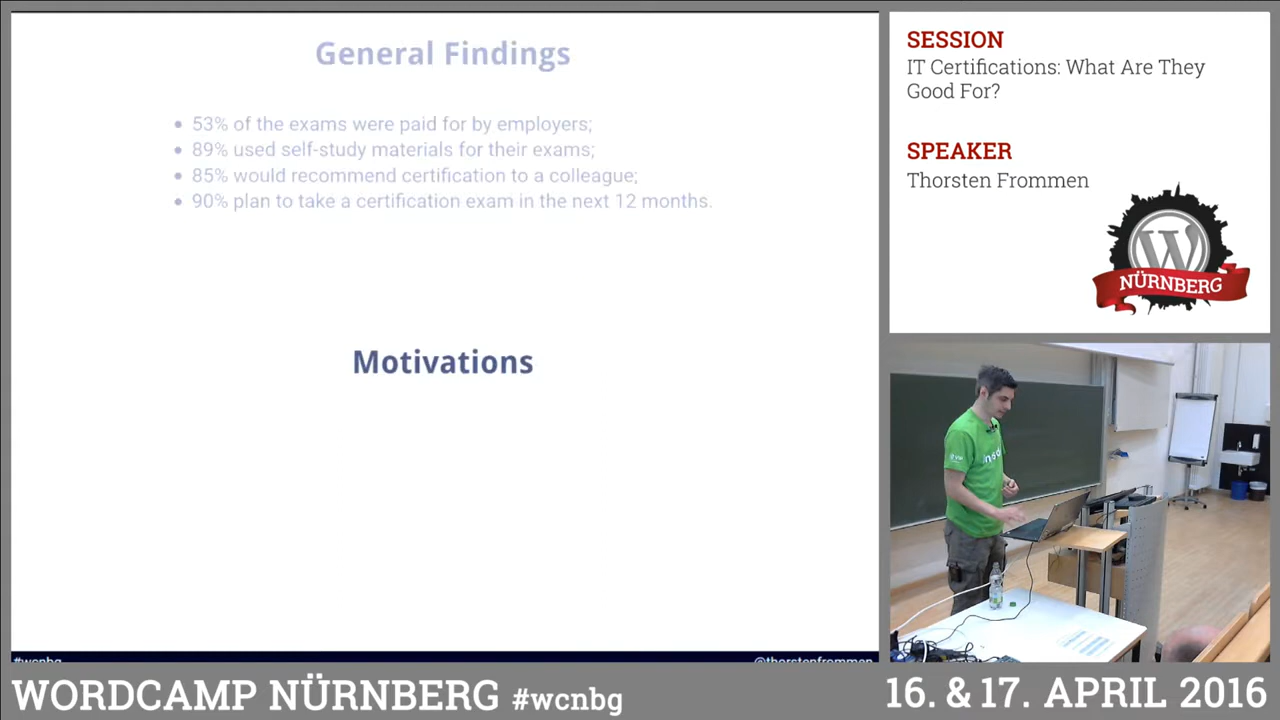 General Findings
53% of the exams were paid for by employers;
89% used self-study materials for their exams;
85% would recommend certification to a colleague;
90% plan to take a certification exam in the next 12 months.
Motivations
#wcnbg
@thorstenfrommen
SESSION
IT Certifications: What Are They
Good For?
SPEAKER
Thorsten Frommen
W
NÜRNBERG
WORDCAMP NÜRNBERG #wcnbg
16. & 17. APRIL 2016